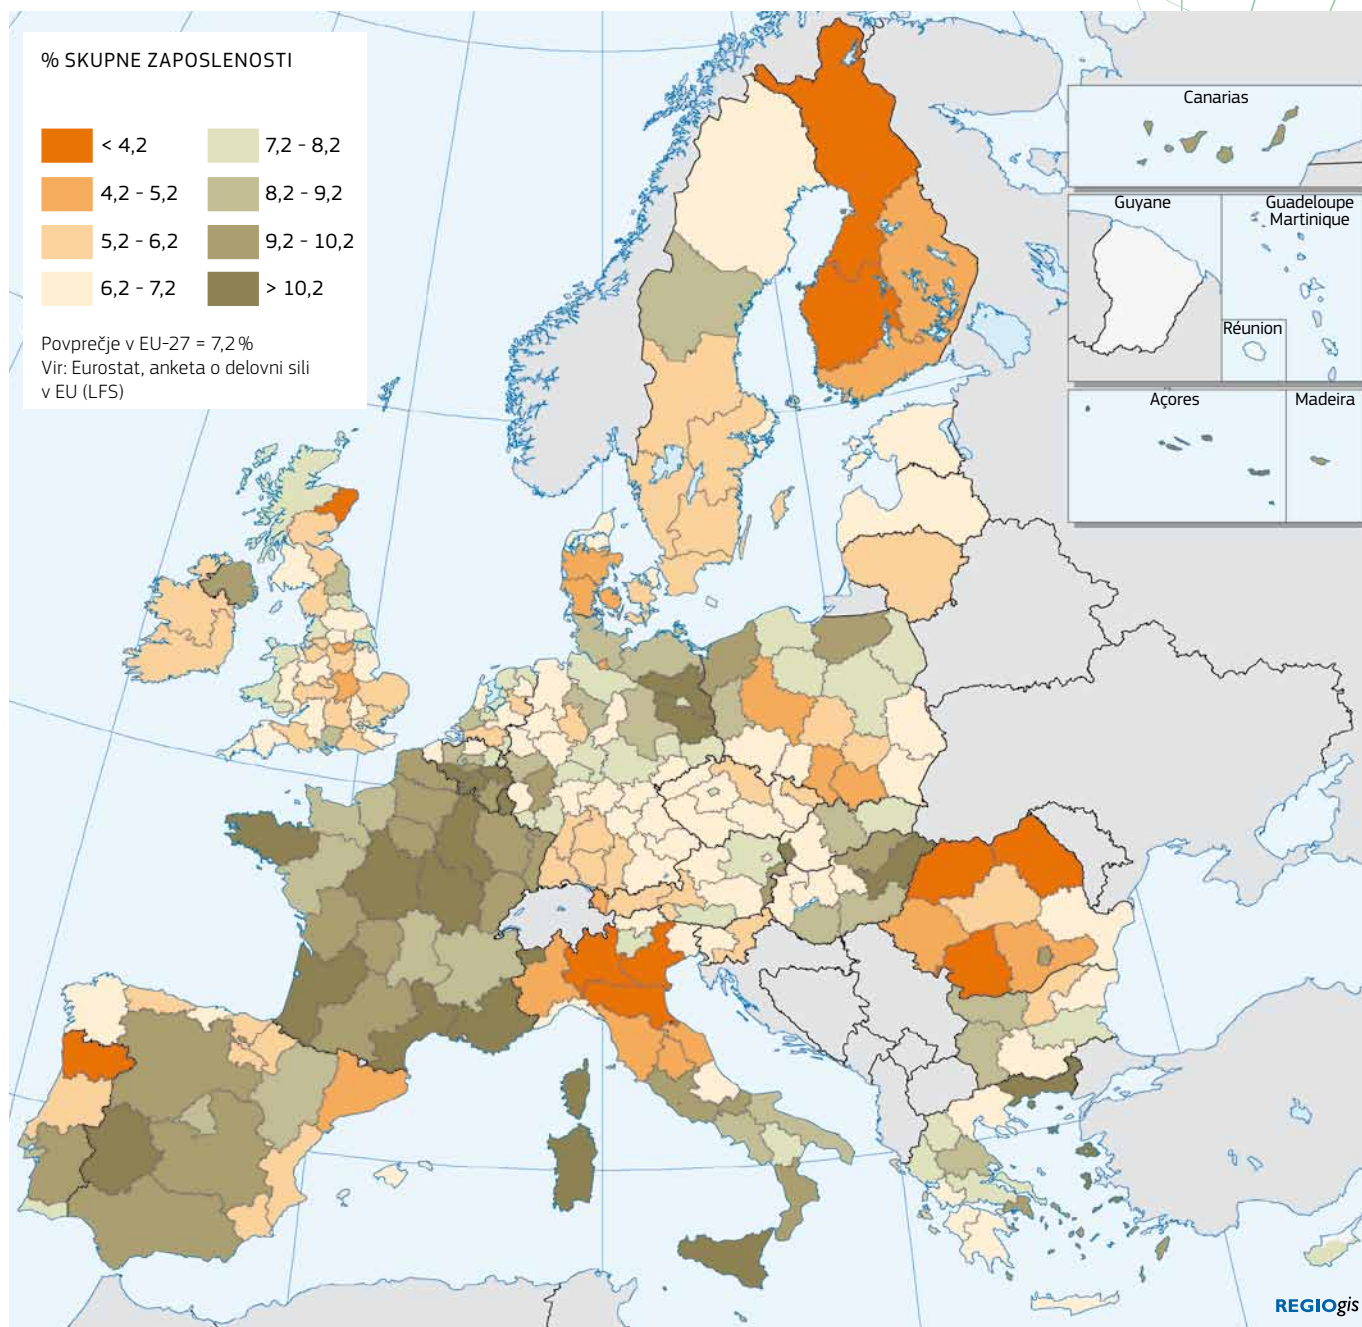 % SKUPNE ZAPOSLENOSTI
< 4,2
4,2 - 5,2
5,2 - 6,2
6,2 - 7,2
7,2 - 8,2
8,2 - 9,2
9,2 - 10,2
> 10,2
Povprečje v EU-27 = 7,2 %
Vir: Eurostat, anketa o delovni sili
v EU (LFS)
Canarias
Guyane
Guadeloupe
Martinique
Réunion
Açores
Madeira
REGIOgis